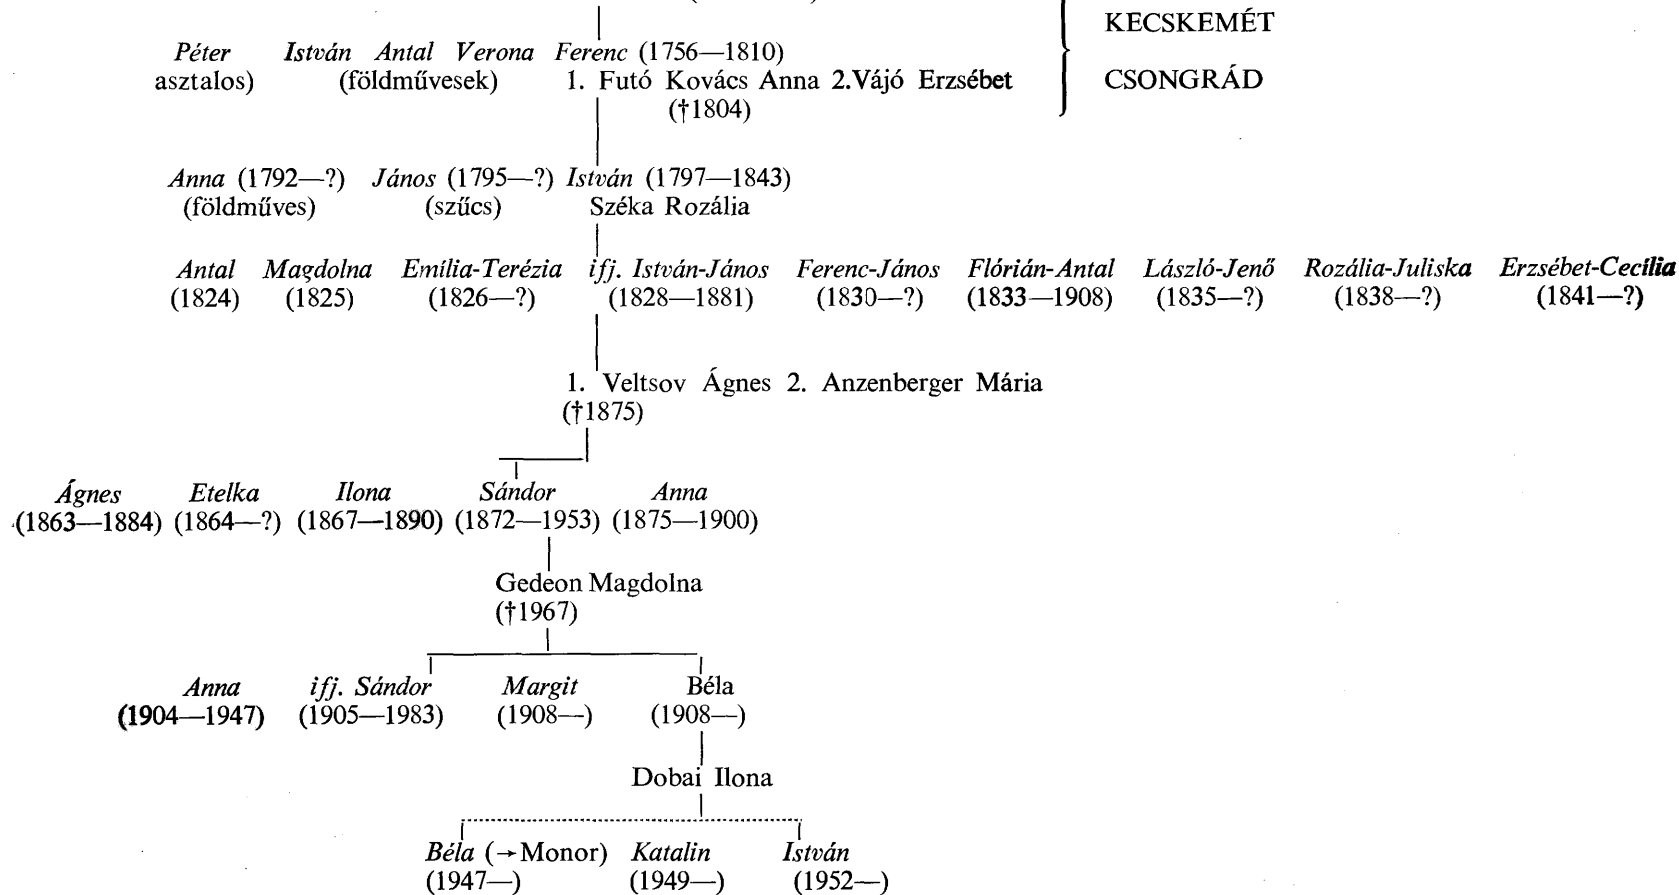 KECSKEMÉT
Péter István Antal Verona Ferenc (1756—1810)
asztalos) (földművesek) 1. Futó Kovács Anna 2.Vájó Erzsébet CSONGRÁD
(†1804)
Anna (1792—?) János (1795—?) István (1797—1843)
(földműves) (szűcs) Széka Rozália
Antal Magdolna Emília-Terézia ifj. István-János Ferenc-János Flórián-Antal László-Jenő Rozália-Juliska Erzsébet-Cecília
(1824) (1825) (1826—?) (1828—1881) (1830—?) (1833—1908) (1835—?) (1838—?) (1841—?)
1. Veltsov Ágnes 2. Anzenberger Mária
(†1875)
Ágnes Etelka Ilona Sándor Anna
(1863—1884) (1864—?) (1867—1890) (1872—1953) (1875—1900)
Gedeon Magdolna
(†1967)
Anna ifj. Sándor Margit Béla
(1904—1947) (1905—1983) (1908—) (1908—)
Dobai Ilona
Béla (→Monor) Katalin István
(1947—) (1949—) (1952—)